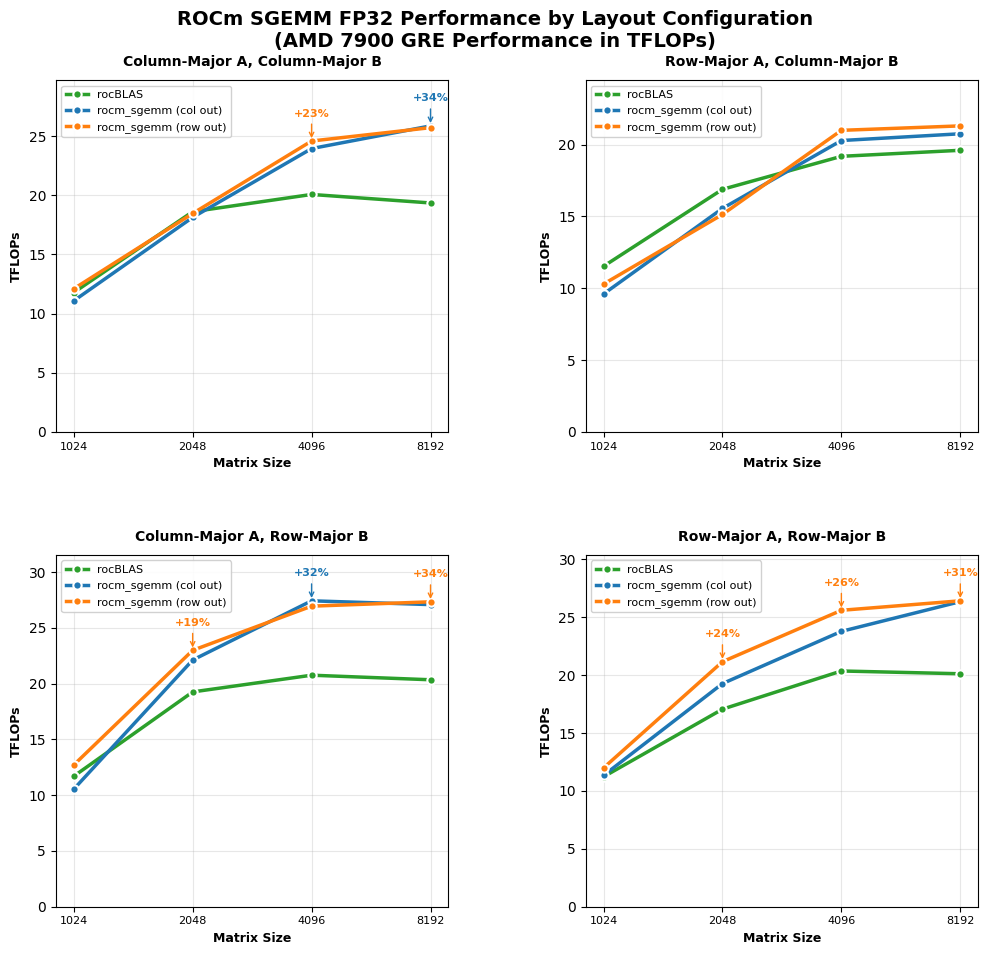 ROCm SGEMM FP32 Performance by Layout Configuration
(AMD 7900 GRE Performance in TFLOPs)
Column-Major A, Column-Major B
rocBLAS
rocm_sgemm (col out)
rocm_sgemm (row out)
+23%
+34%
25
20
15
10
5
0
TFLOPs
1024 2048 4096 8192
Matrix Size
Row-Major A, Column-Major B
rocBLAS
rocm_sgemm (col out)
rocm_sgemm (row out)
20
15
10
5
0
TFLOPs
1024 2048 4096 8192
Matrix Size
Column-Major A, Row-Major B
rocBLAS
rocm_sgemm (col out)
rocm_sgemm (row out)
+19%
+32%
+34%
30
25
20
15
10
5
0
TFLOPs
1024 2048 4096 8192
Matrix Size
Row-Major A, Row-Major B
rocBLAS
rocm_sgemm (col out)
rocm_sgemm (row out)
+24%
+26%
+31%
30
25
20
15
10
5
0
TFLOPs
1024 2048 4096 8192
Matrix Size